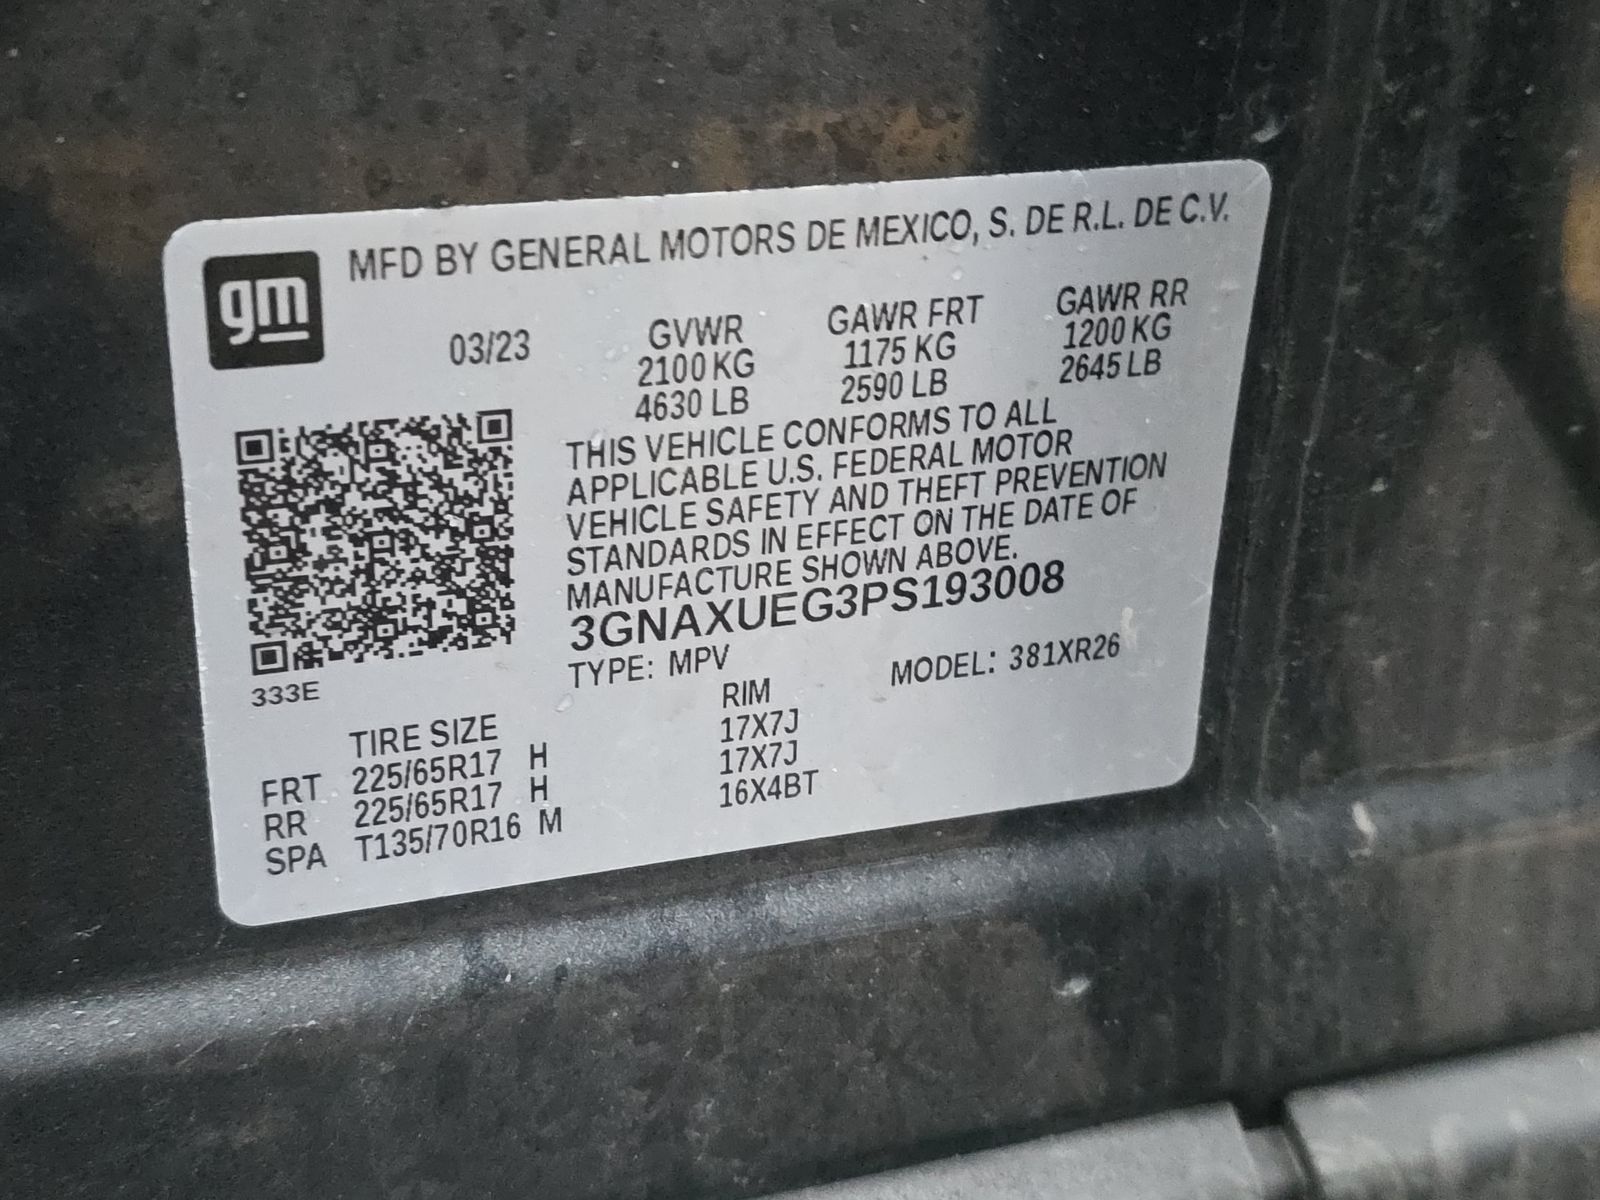 gm
MFD BY GENERAL MOTORS DE MEXICO, S. DE R.L. DE C.V.
03/23 GVWR GAWR FRT GAWR RR
2100 KG 1175 KG 1200 KG
4630 LB 2590 LB 2645 LB
THIS VEHICLE CONFORMS TO ALL
APPLICABLE U.S. FEDERAL MOTOR
VEHICLE SAFETY AND THEFT PREVENTION
STANDARDS IN EFFECT ON THE DATE OF
MANUFACTURE SHOWN ABOVE.
3GNAXUEG3PS193008
TYPE: MPV MODEL: 381XR26
333E
TIRE SIZE RIM
FRT 225/65R17 H 17X7J
RR 225/65R17 H 17X7J
SPA T135/70R16 M 16X4BT